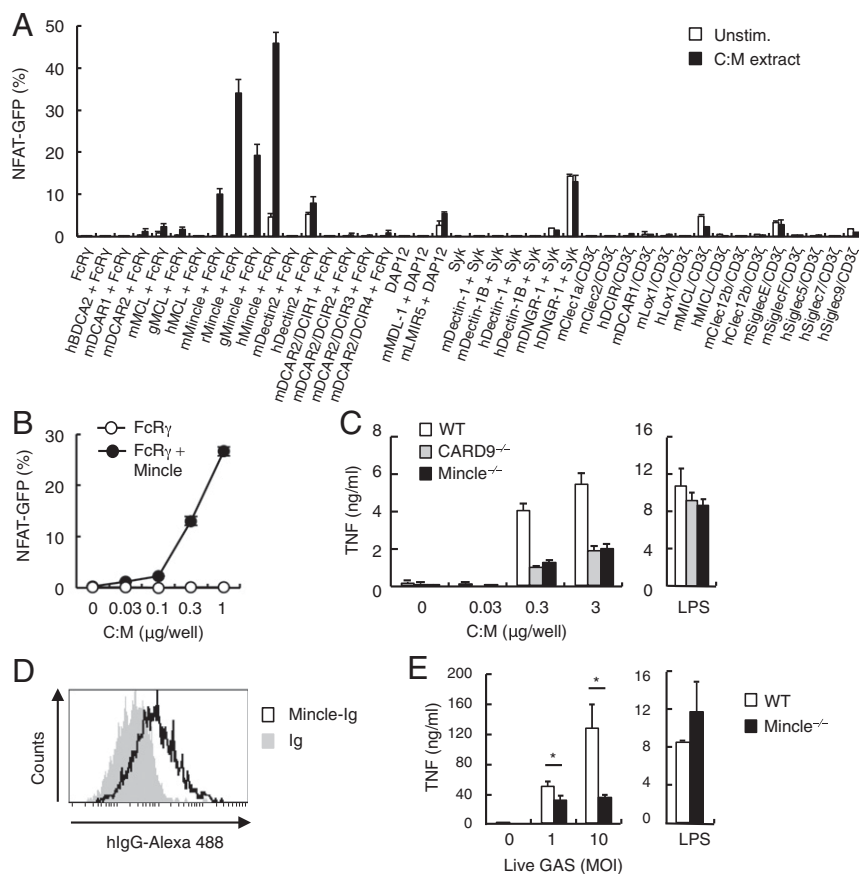 A
NFAT-GFP (%)
50
40
30
20
10
0
Unstim.
C:M extract
FcRγ
hBDCA2 + FcRγ
mDCAR1 + FcRγ
mDCAR2 + FcRγ
mMCL + FcRγ
gMCL + FcRγ
hMCL + FcRγ
mMincle + FcRγ
rMincle + FcRγ
gMincle + FcRγ
hMincle + FcRγ
mDectin2 + FcRγ
hDectin2 + FcRγ
mDCAR2/DCIR1 + FcRγ
mDCAR2/DCIR2 + FcRγ
mDCAR2/DCIR3 + FcRγ
mDCAR2/DCIR4 + FcRγ
DAP12
mMDL-1 + DAP12
mLMIR5 + DAP12
Syk
mDectin-1 + Syk
mDectin-1B + Syk
hDectin-1 + Syk
hDectin-1B + Syk
mDNGR-1 + Syk
hDNGR-1 + Syk
mClec1a/CD3ζ
mClec2/CD3ζ
hDCIR/CD3ζ
mDCAR1/CD3ζ
mLox1/CD3ζ
hLox1/CD3ζ
mMICL/CD3ζ
hMICL/CD3ζ
mClec12b/CD3ζ
hClec12b/CD3ζ
mSiglecE/CD3ζ
mSiglecF/CD3ζ
hSiglec5/CD3ζ
hSiglec7/CD3ζ
hSiglec9/CD3ζ
B
NFAT-GFP (%)
30
20
10
0
FcRγ
FcRγ +
Mincle
0 0.03 0.1 0.3 1
C:M (μg/well)
C
TNF (ng/ml)
8
6
4
2
0
WT
CARD9–/–
Mincle–/–
0 0.03 0.3 3
C:M (μg/well)
16
12
8
4
0
LPS
D
Counts
Mincle-Ig
Ig
hIgG-Alexa 488
E
TNF (ng/ml)
200
160
120
80
40
0
*
*
0 1 10
Live GAS (MOI)
16
12
8
4
0
LPS
WT
Mincle–/–